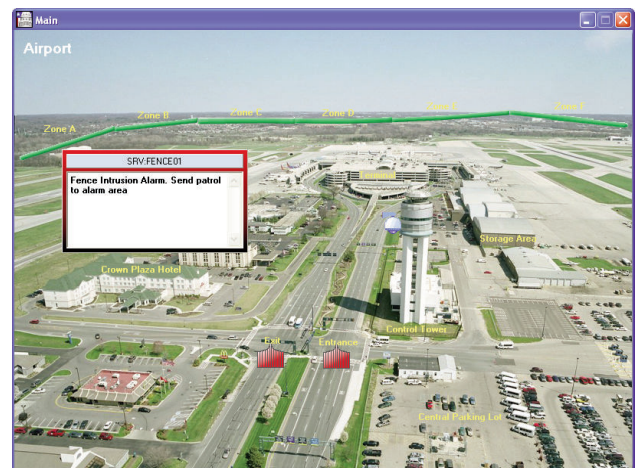 Main
Airport
Zone A
Zone B
Zone C
Zone D
Zone F
SRV:FENCE01
Fence Intrusion Alarm. Send patrol
to alarm area
Terminal
Storage Area
Crown Plaza Hotel
Control Tower
Exit
Entrance
Central Parking Lot